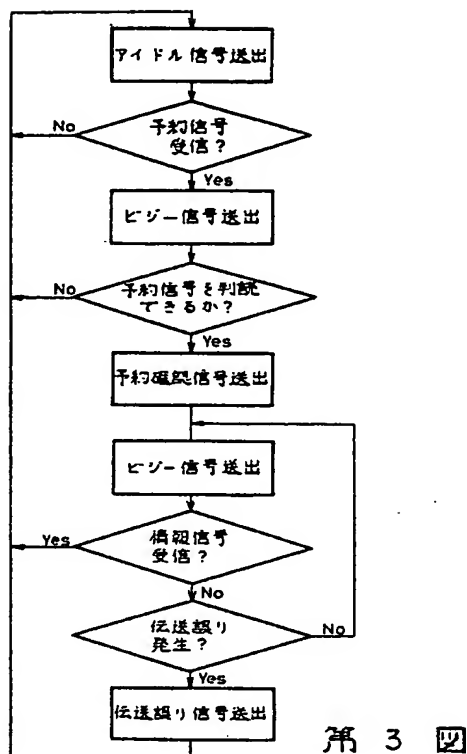 アイドル信号送出
予約信号
受信?
No
Yes
ビジー信号送出
予約信号を判読
できるか?
No
Yes
予約確認信号送出
ビジー信号送出
信号
受信?
Yes
No
伝送誤り
発生?
No
Yes
伝送誤り信号送出
第 3 図